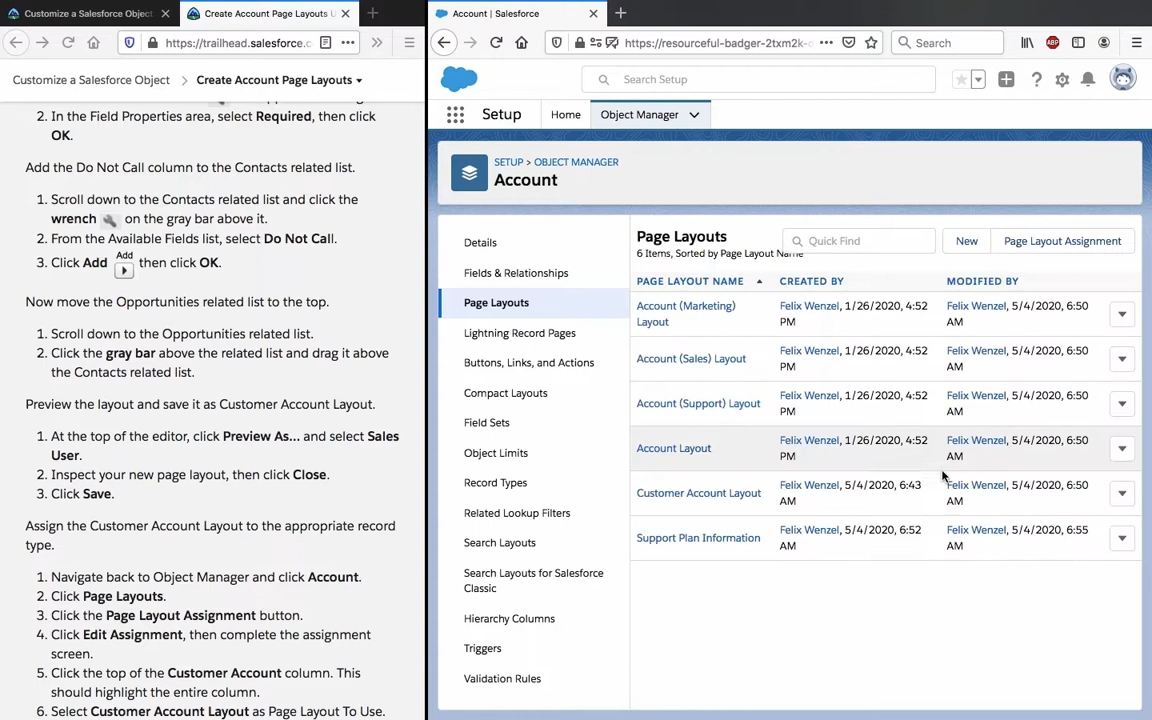 Customize a Salesforce Object
Create Account Page Layouts U
Account | Salesforce
https://trailhead.salesforce.c
https://resourceful-badger-2txm2k-
Search
Customize a Salesforce Object
Create Account Page Layouts
2. In the Field Properties area, select Required, then click
OK.
Add the Do Not Call column to the Contacts related list.
1. Scroll down to the Contacts related list and click the
wrench on the gray bar above it.
2. From the Available Fields list, select Do Not Call.
Add
3. Click Add then click OK.
Now move the Opportunities related list to the top.
1. Scroll down to the Opportunities related list.
2. Click the gray bar above the related list and drag it above
the Contacts related list.
Preview the layout and save it as Customer Account Layout.
1. At the top of the editor, click Preview As... and select Sales
User.
2. Inspect your new page layout, then click Close.
3. Click Save.
Assign the Customer Account Layout to the appropriate record
type.
1. Navigate back to Object Manager and click Account.
2. Click Page Layouts.
3. Click the Page Layout Assignment button.
4. Click Edit Assignment, then complete the assignment
screen.
5. Click the top of the Customer Account column. This
should highlight the entire column.
6. Select Customer Account Layout as Page Layout To Use.
Search Setup
Setup
Home
Object Manager
SETUP > OBJECT MANAGER
Account
Details
Fields & Relationships
Page Layouts
Lightning Record Pages
Buttons, Links, and Actions
Compact Layouts
Field Sets
Object Limits
Record Types
Related Lookup Filters
Search Layouts
Search Layouts for Salesforce
Classic
Hierarchy Columns
Triggers
Validation Rules
Page Layouts
6 Items, Sorted by Page Layout Name
Quick Find
New
Page Layout Assignment
PAGE LAYOUT NAME CREATED BY MODIFIED BY
Account (Marketing) Felix Wenzel, 1/26/2020, 4:52 Felix Wenzel, 5/4/2020, 6:50
Layout PM AM
Account (Sales) Layout Felix Wenzel, 1/26/2020, 4:52 Felix Wenzel, 5/4/2020, 6:50
PM AM
Account (Support) Layout Felix Wenzel, 1/26/2020, 4:52 Felix Wenzel, 5/4/2020, 6:50
PM AM
Account Layout Felix Wenzel, 1/26/2020, 4:52 Felix Wenzel, 5/4/2020, 6:50
PM AM
Customer Account Layout Felix Wenzel, 5/4/2020, 6:43 Felix Wenzel, 5/4/2020, 6:50
AM AM
Support Plan Information Felix Wenzel, 5/4/2020, 6:52 Felix Wenzel, 5/4/2020, 6:55
AM AM